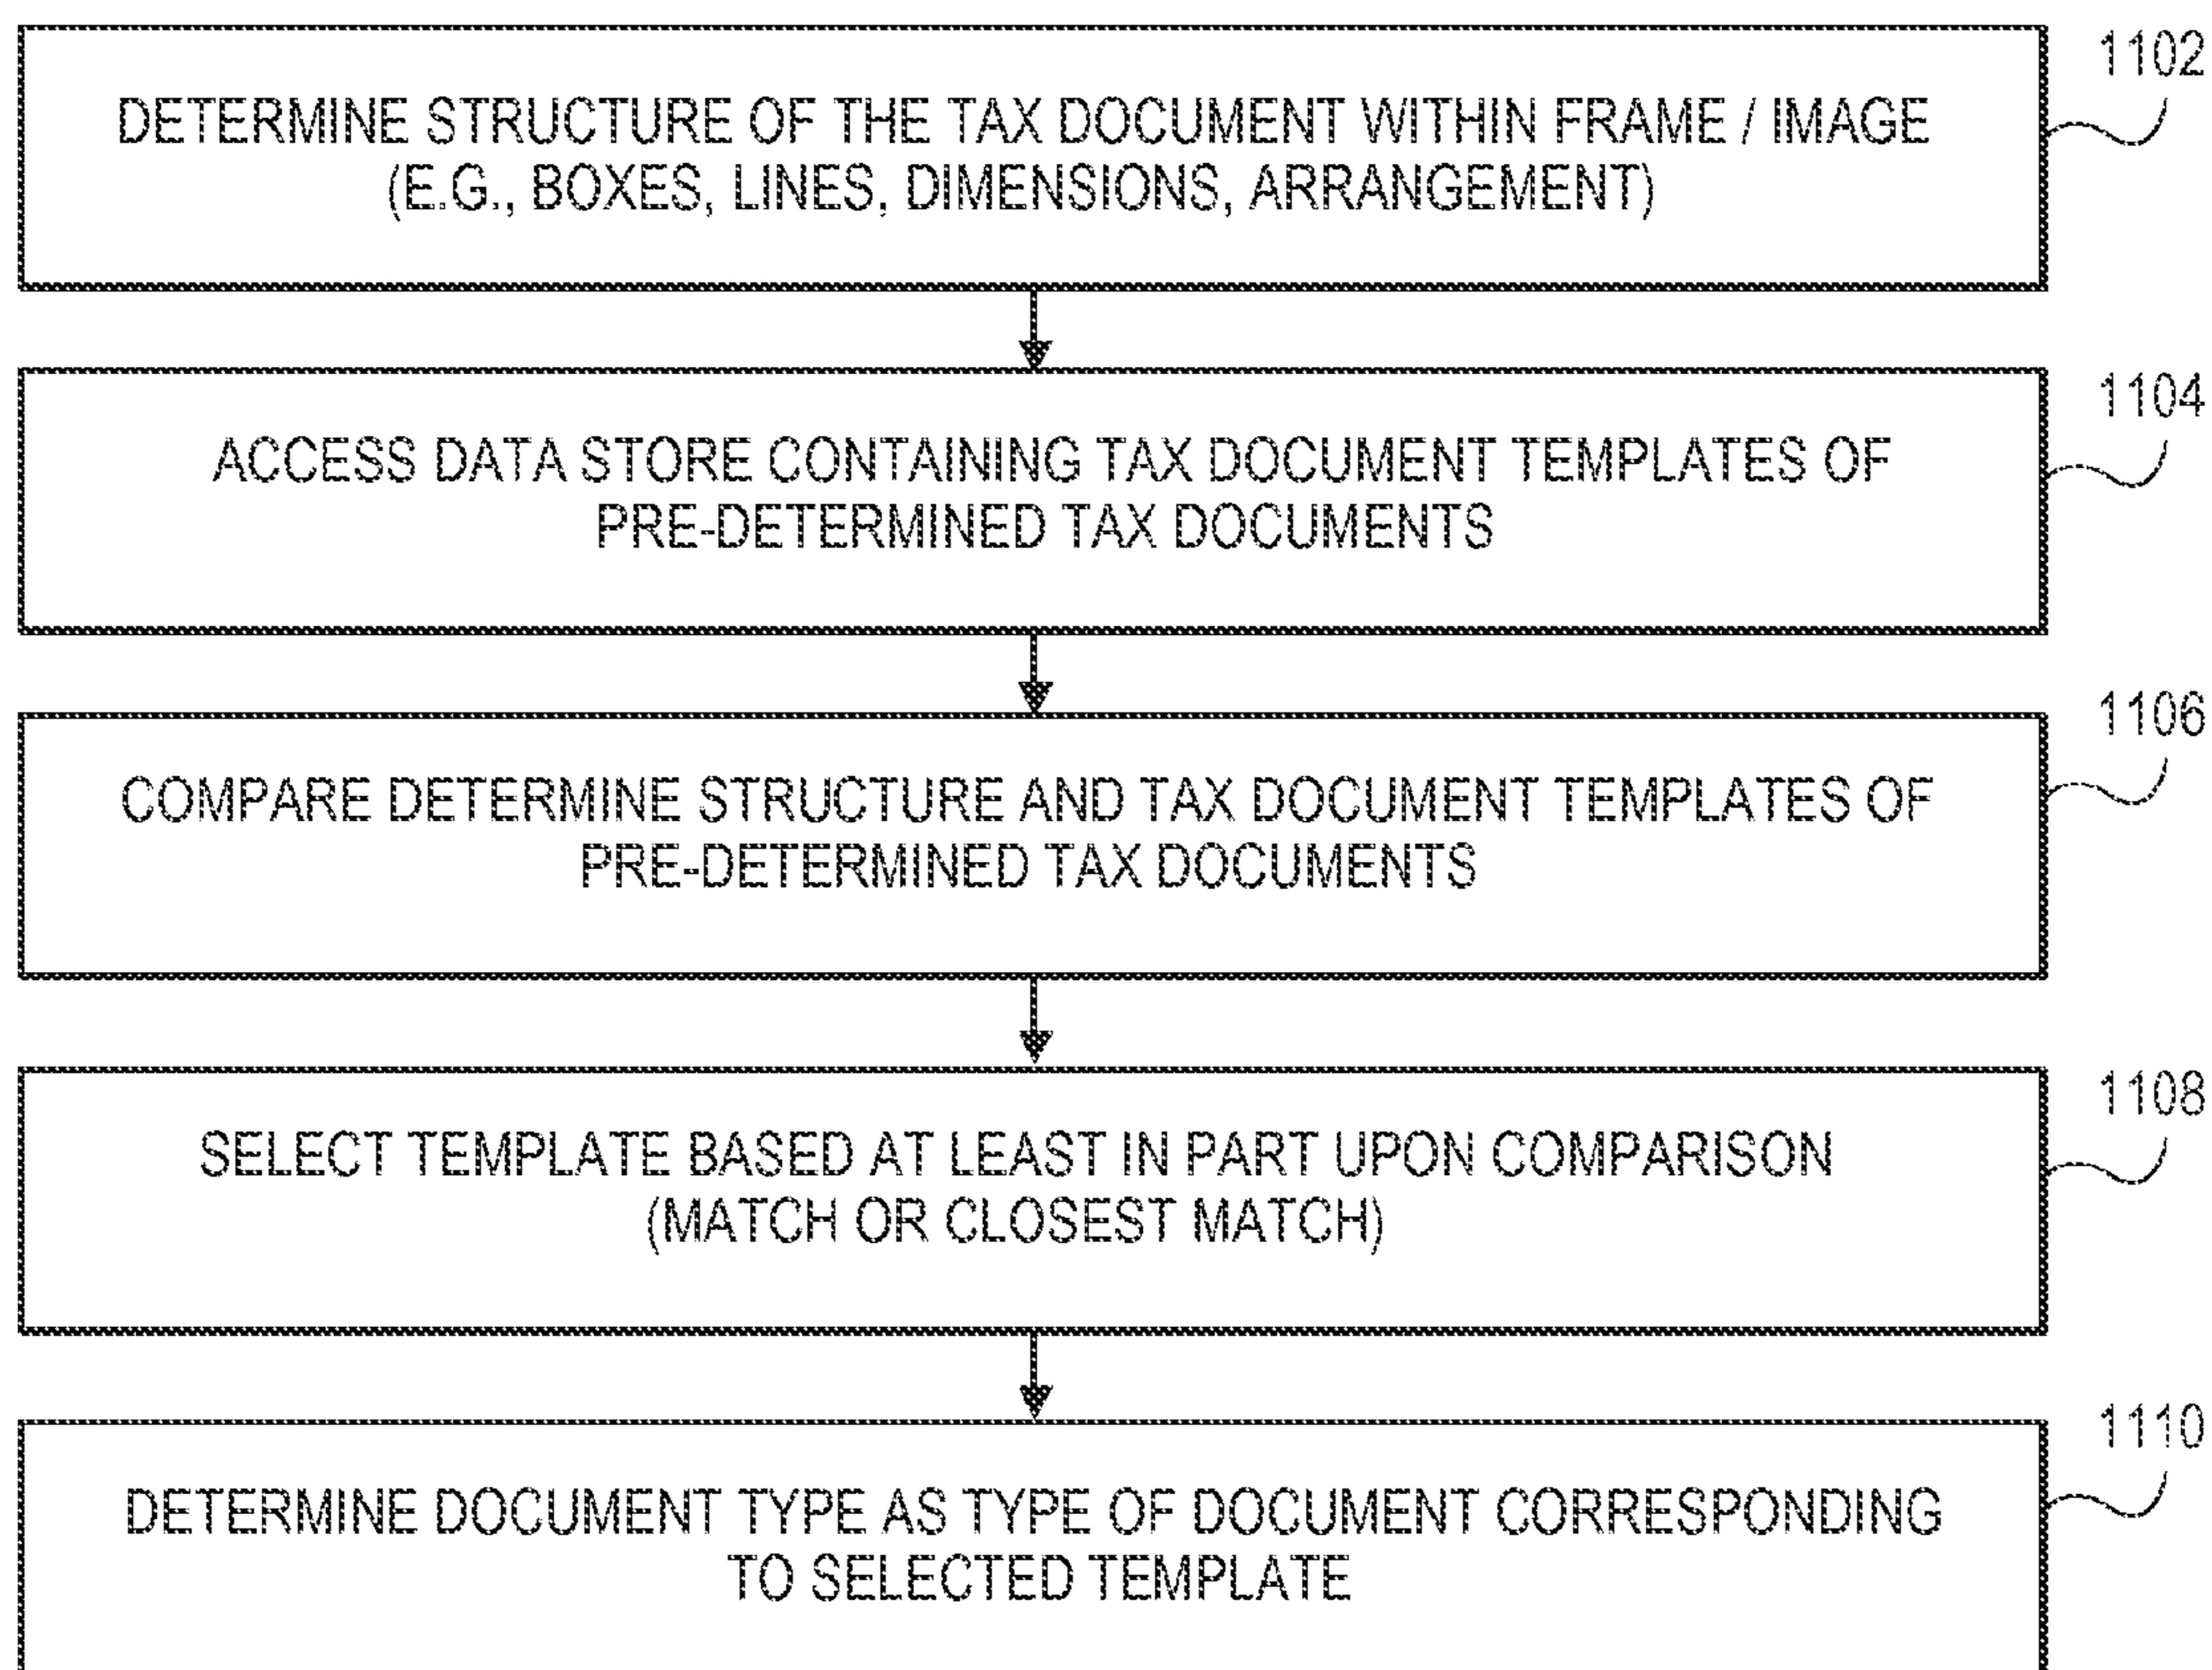 1102
DETERMINE STRUCTURE OF THE TAX DOCUMENT WITHIN FRAME / IMAGE
(E.G., BOXES, LINES, DIMENSIONS, ARRANGEMENT)
1104
ACCESS DATA STORE CONTAINING TAX DOCUMENT TEMPLATES OF
PRE-DETERMINED TAX DOCUMENTS
1106
COMPARE DETERMINE STRUCTURE AND TAX DOCUMENT TEMPLATES OF
PRE-DETERMINED TAX DOCUMENTS
1108
SELECT TEMPLATE BASED AT LEAST IN PART UPON COMPARISON
(MATCH OR CLOSEST MATCH)
1110
DETERMINE DOCUMENT TYPE AS TYPE OF DOCUMENT CORRESPONDING
TO SELECTED TEMPLATE